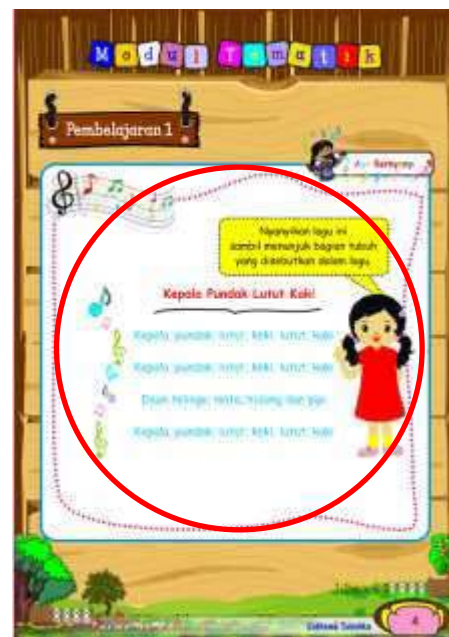 Modul Tematik
Pembelajaran 1
Ayo Bernyanyi
Nyanyikan lagu ini
sambil menunjuk bagian tubuh
yang disebutkan dalam lagu
Kepala Pundak Lutut Kaki
Kepala, pundak, lutut, kaki, lutut, kaki
Kepala, pundak, lutut, kaki, lutut, kaki
Daun telinga, mata, hidung dan pipi
Kepala, pundak, lutut, kaki, lutut, kaki
4